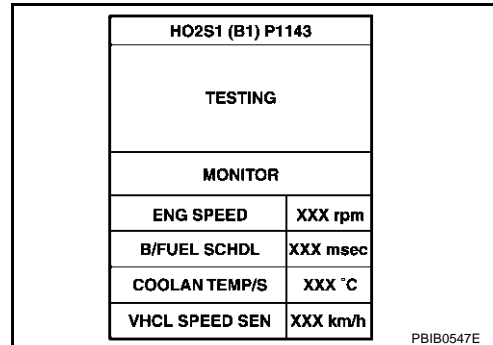 HO2S1 (B1) P1143
TESTING
MONITOR
ENG SPEED XXX rpm
B/FUEL SCHDL XXX msec
COOLAN TEMP/S XXX °C
VHCL SPEED SEN XXX km/h
PBIB0547E